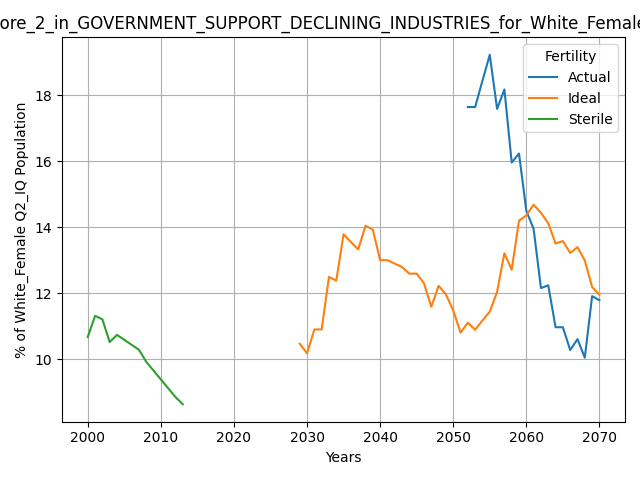 ore_2_in_GOVERNMENT_SUPPORT_DECLINING_INDUSTRIES_for_White_Female
Fertility
Actual
Ideal
Sterile
% of White_Female Q2_IQ Population
18
16
14
12
10
2000 2010 2020 2030 2040 2050 2060 2070
Years